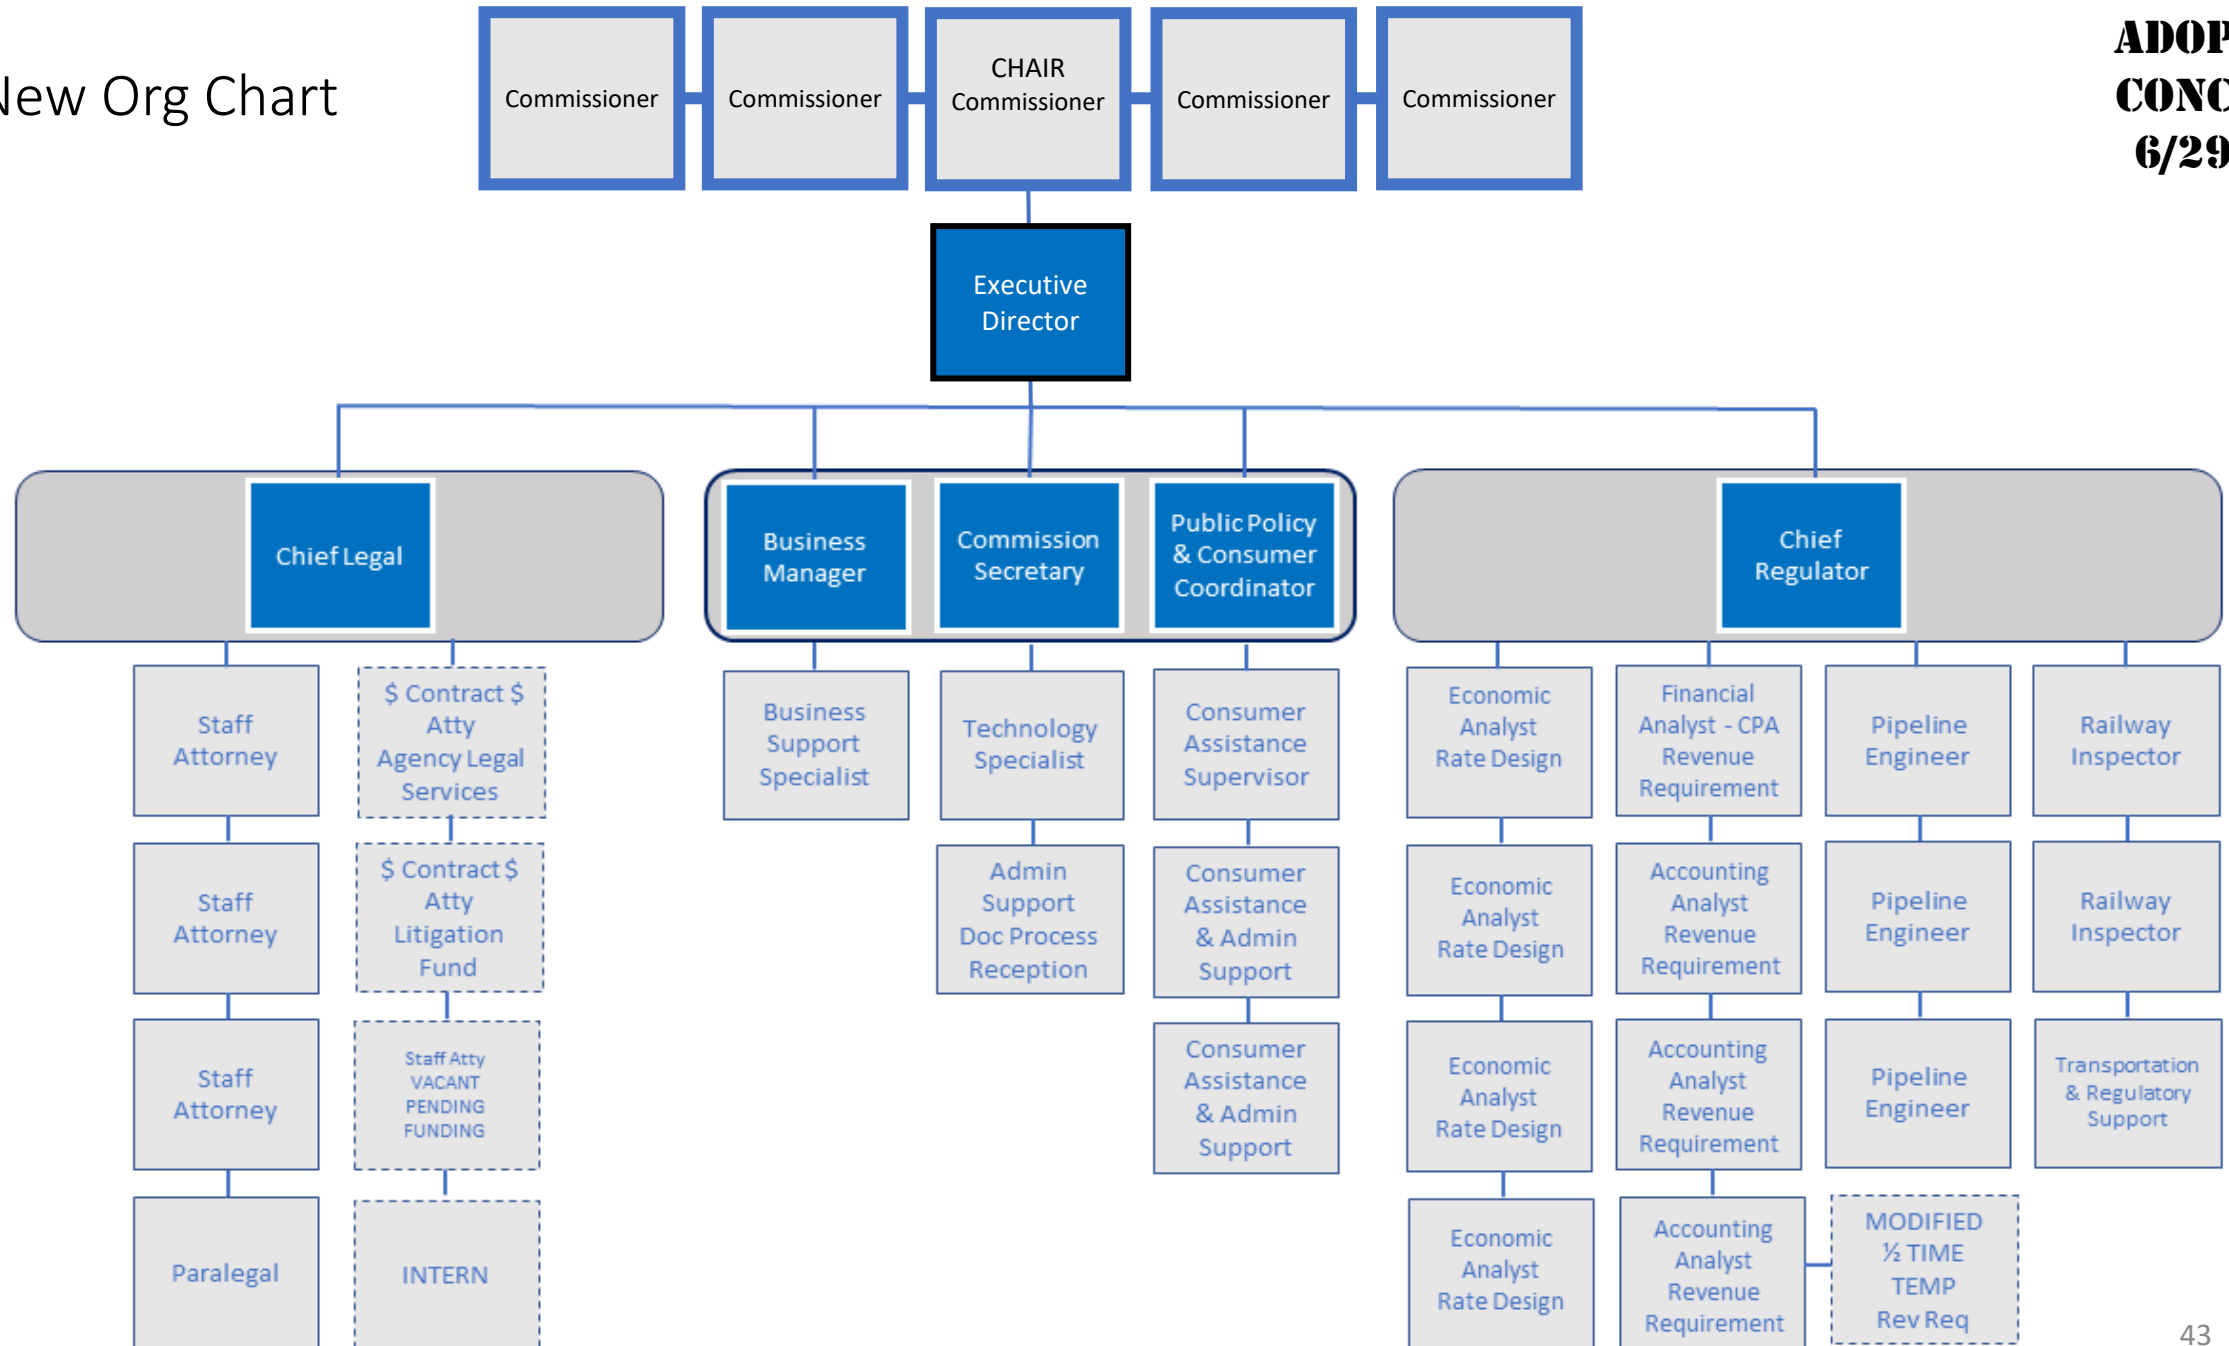 New Org Chart
Commissioner
Commissioner
CHAIR
Commissioner
Commissioner
Commissioner
6/29
Executive
Director
Chief Legal
Business
Manager
Commission
Secretary
Public Policy
& Consumer
Coordinator
Chief
Regulator
Staff
Attorney
$ Contract $
Atty
Agency Legal
Services
Business
Support
Specialist
Technology
Specialist
Consumer
Assistance
Supervisor
Economic
Analyst
Rate Design
Financial
Analyst - CPA
Revenue
Requirement
Pipeline
Engineer
Railway
Inspector
Staff
Attorney
$ Contract $
Atty
Litigation
Fund
Admin
Support
Doc Process
Reception
Consumer
Assistance
& Admin
Support
Economic
Analyst
Rate Design
Accounting
Analyst
Revenue
Requirement
Pipeline
Engineer
Railway
Inspector
Staff
Attorney
Staff Atty
VACANT
PENDING
FUNDING
Consumer
Assistance
& Admin
Support
Economic
Analyst
Rate Design
Accounting
Analyst
Revenue
Requirement
Pipeline
Engineer
Transportation
& Regulatory
Support
Paralegal
INTERN
Economic
Analyst
Rate Design
Accounting
Analyst
Revenue
Requirement
MODIFIED
½ TIME
TEMP
Rev Req
43